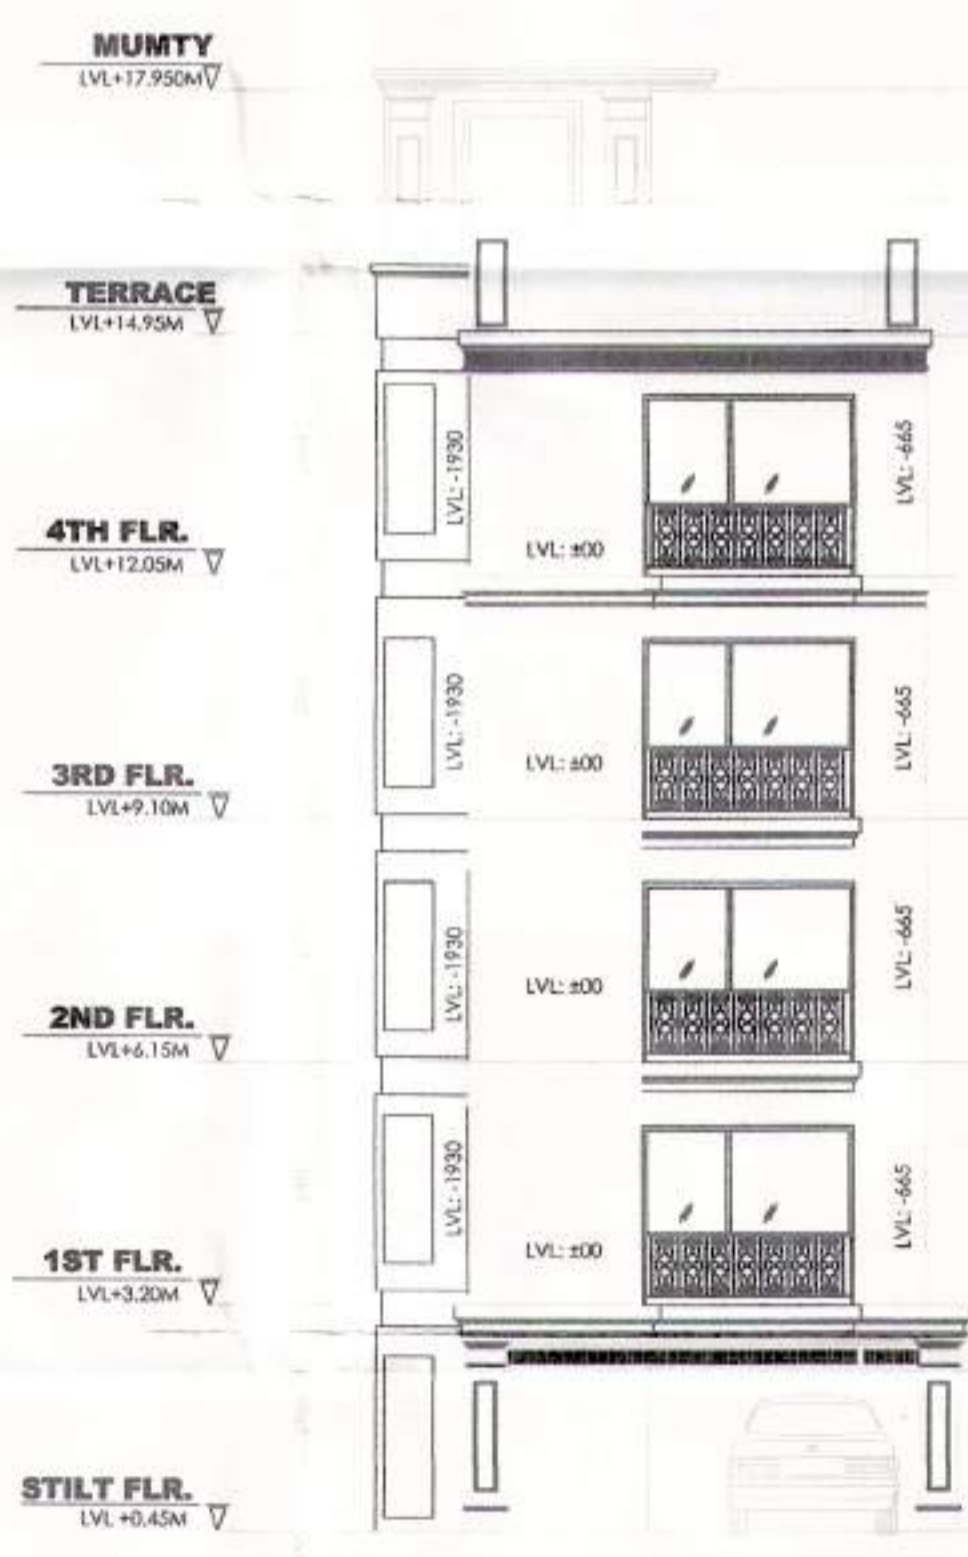 MUMTY
LVL+17.950M
TERRACE
LVL+14.95M
LVL: -1930
LVL: -665
4TH FLR.
LVL+12.05M
LVL: ±00
LVL: -1930
LVL: -665
3RD FLR.
LVL+9.10M
LVL: ±00
LVL: -1930
LVL: -665
2ND FLR.
LVL+6.15M
LVL: ±00
LVL: -1930
LVL: -665
1ST FLR.
LVL+3.20M
LVL: ±00
STILT FLR.
LVL +0.45M